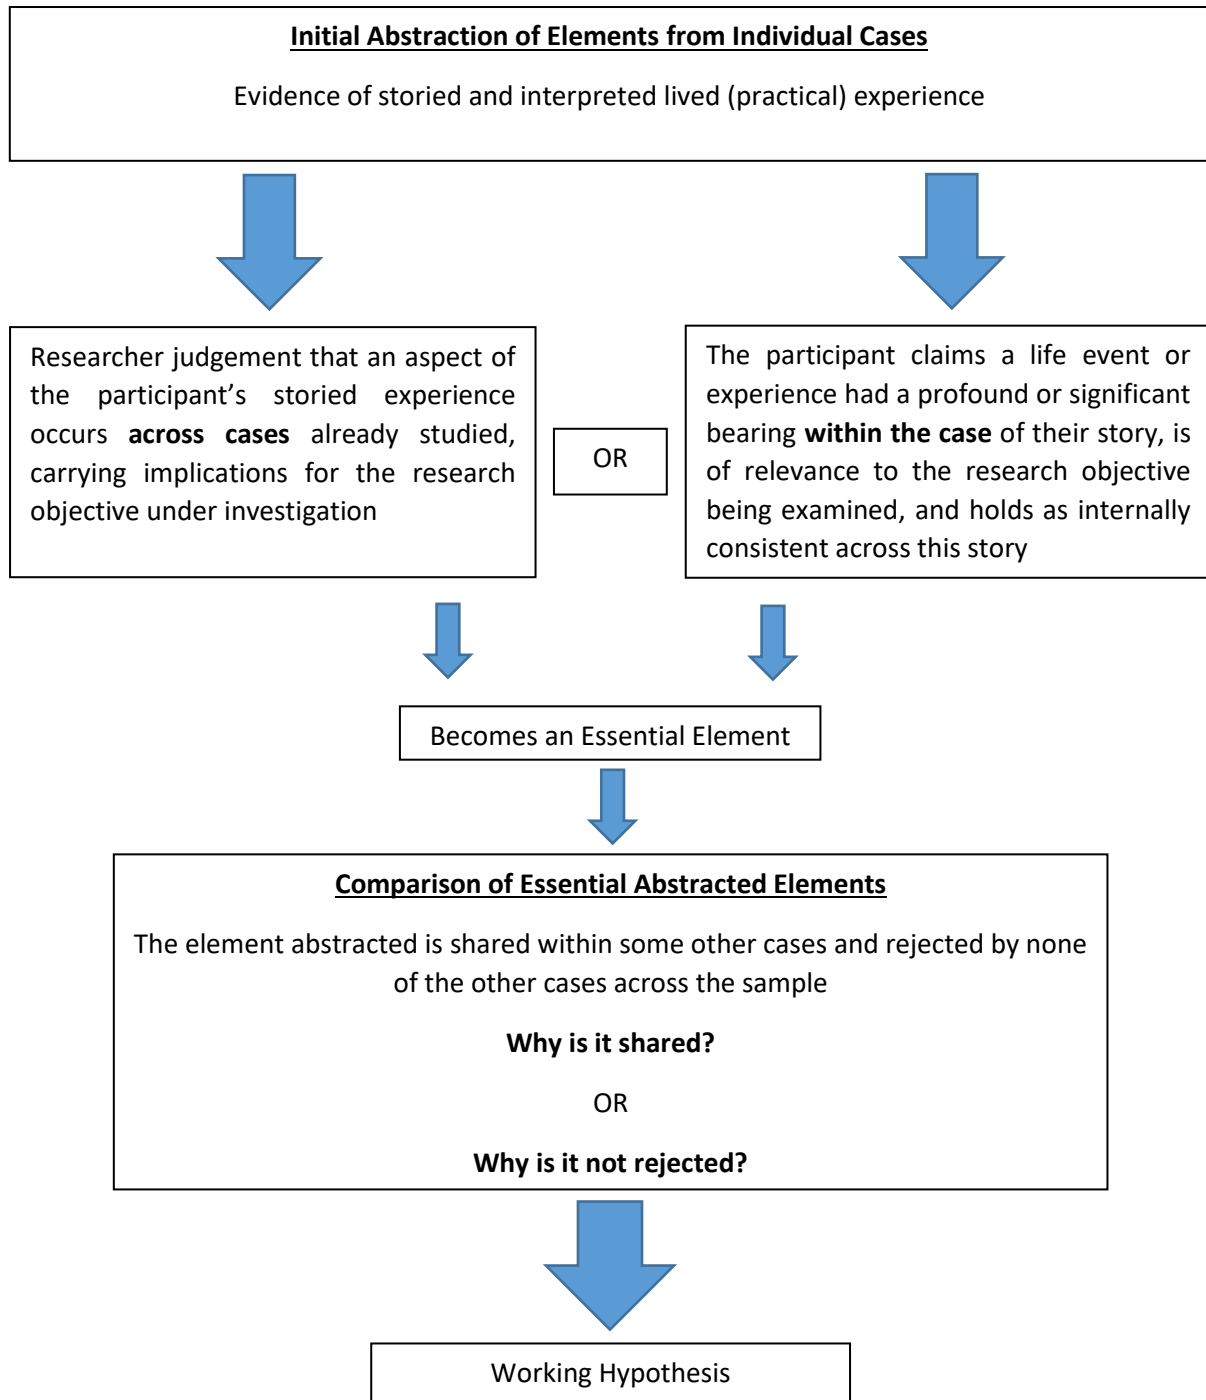 Initial Abstraction of Elements from Individual Cases
Evidence of storied and interpreted lived (practical) experience
Researcher judgement that an aspect of
the participant’s storied experience
occurs across cases already studied,
carrying implications for the research
objective under investigation
OR
The participant claims a life event or
experience had a profound or significant
bearing within the case of their story, is
of relevance to the research objective
being examined, and holds as internally
consistent across this story
Becomes an Essential Element
Comparison of Essential Abstracted Elements
The element abstracted is shared within some other cases and rejected by none
of the other cases across the sample
Why is it shared?
OR
Why is it not rejected?
Working Hypothesis